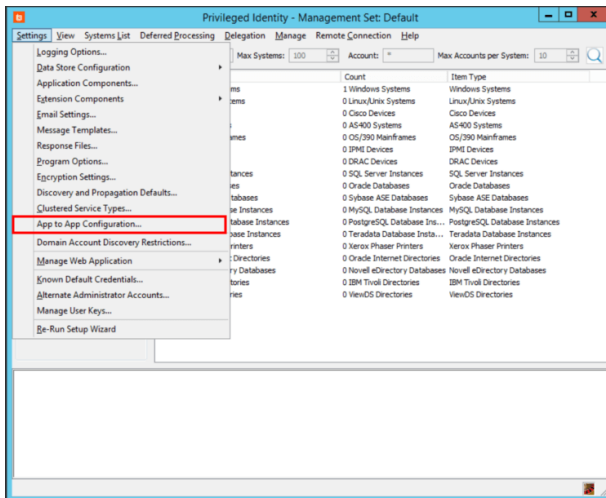 Privileged Identity - Management Set: Default
Settings View Systems List Deferred Processing Delegation Manage Remote Connection Help
Max Systems: 100 Account: * Max Accounts per System: 10
Logging Options...
Data Store Configuration
Application Components...
Extension Components
Email Settings...
Message Templates...
Response Files...
Program Options...
Encryption Settings...
Discovery and Propagation Defaults...
Clustered Service Types...
App to App Configuration...
Domain Account Discovery Restrictions...
Manage Web Application
Known Default Credentials...
Alternate Administrator Accounts...
Manage User Keys...
Re-Run Setup Wizard
Count Item Type
1 Windows Systems Windows Systems
0 Linux/Unix Systems Linux/Unix Systems
0 Cisco Devices Cisco Devices
0 AS400 Systems AS400 Systems
0 OS/390 Mainframes OS/390 Mainframes
0 IPMI Devices IPMI Devices
0 DRAC Devices DRAC Devices
0 SQL Server Instances SQL Server Instances
0 Oracle Databases Oracle Databases
0 Sybase ASE Databases Sybase ASE Databases
0 MySQL Database Instances MySQL Database Instances
0 PostgreSQL Database Ins... PostgreSQL Database Instances
0 Teradata Database Insta... Teradata Database Instances
0 Xerox Phaser Printers Xerox Phaser Printers
0 Oracle Internet Directories Oracle Internet Directories
0 Novell eDirectory Databases Novell eDirectory Databases
0 IBM Tivoli Directories IBM Tivoli Directories
0 ViewDS Directories ViewDS Directories